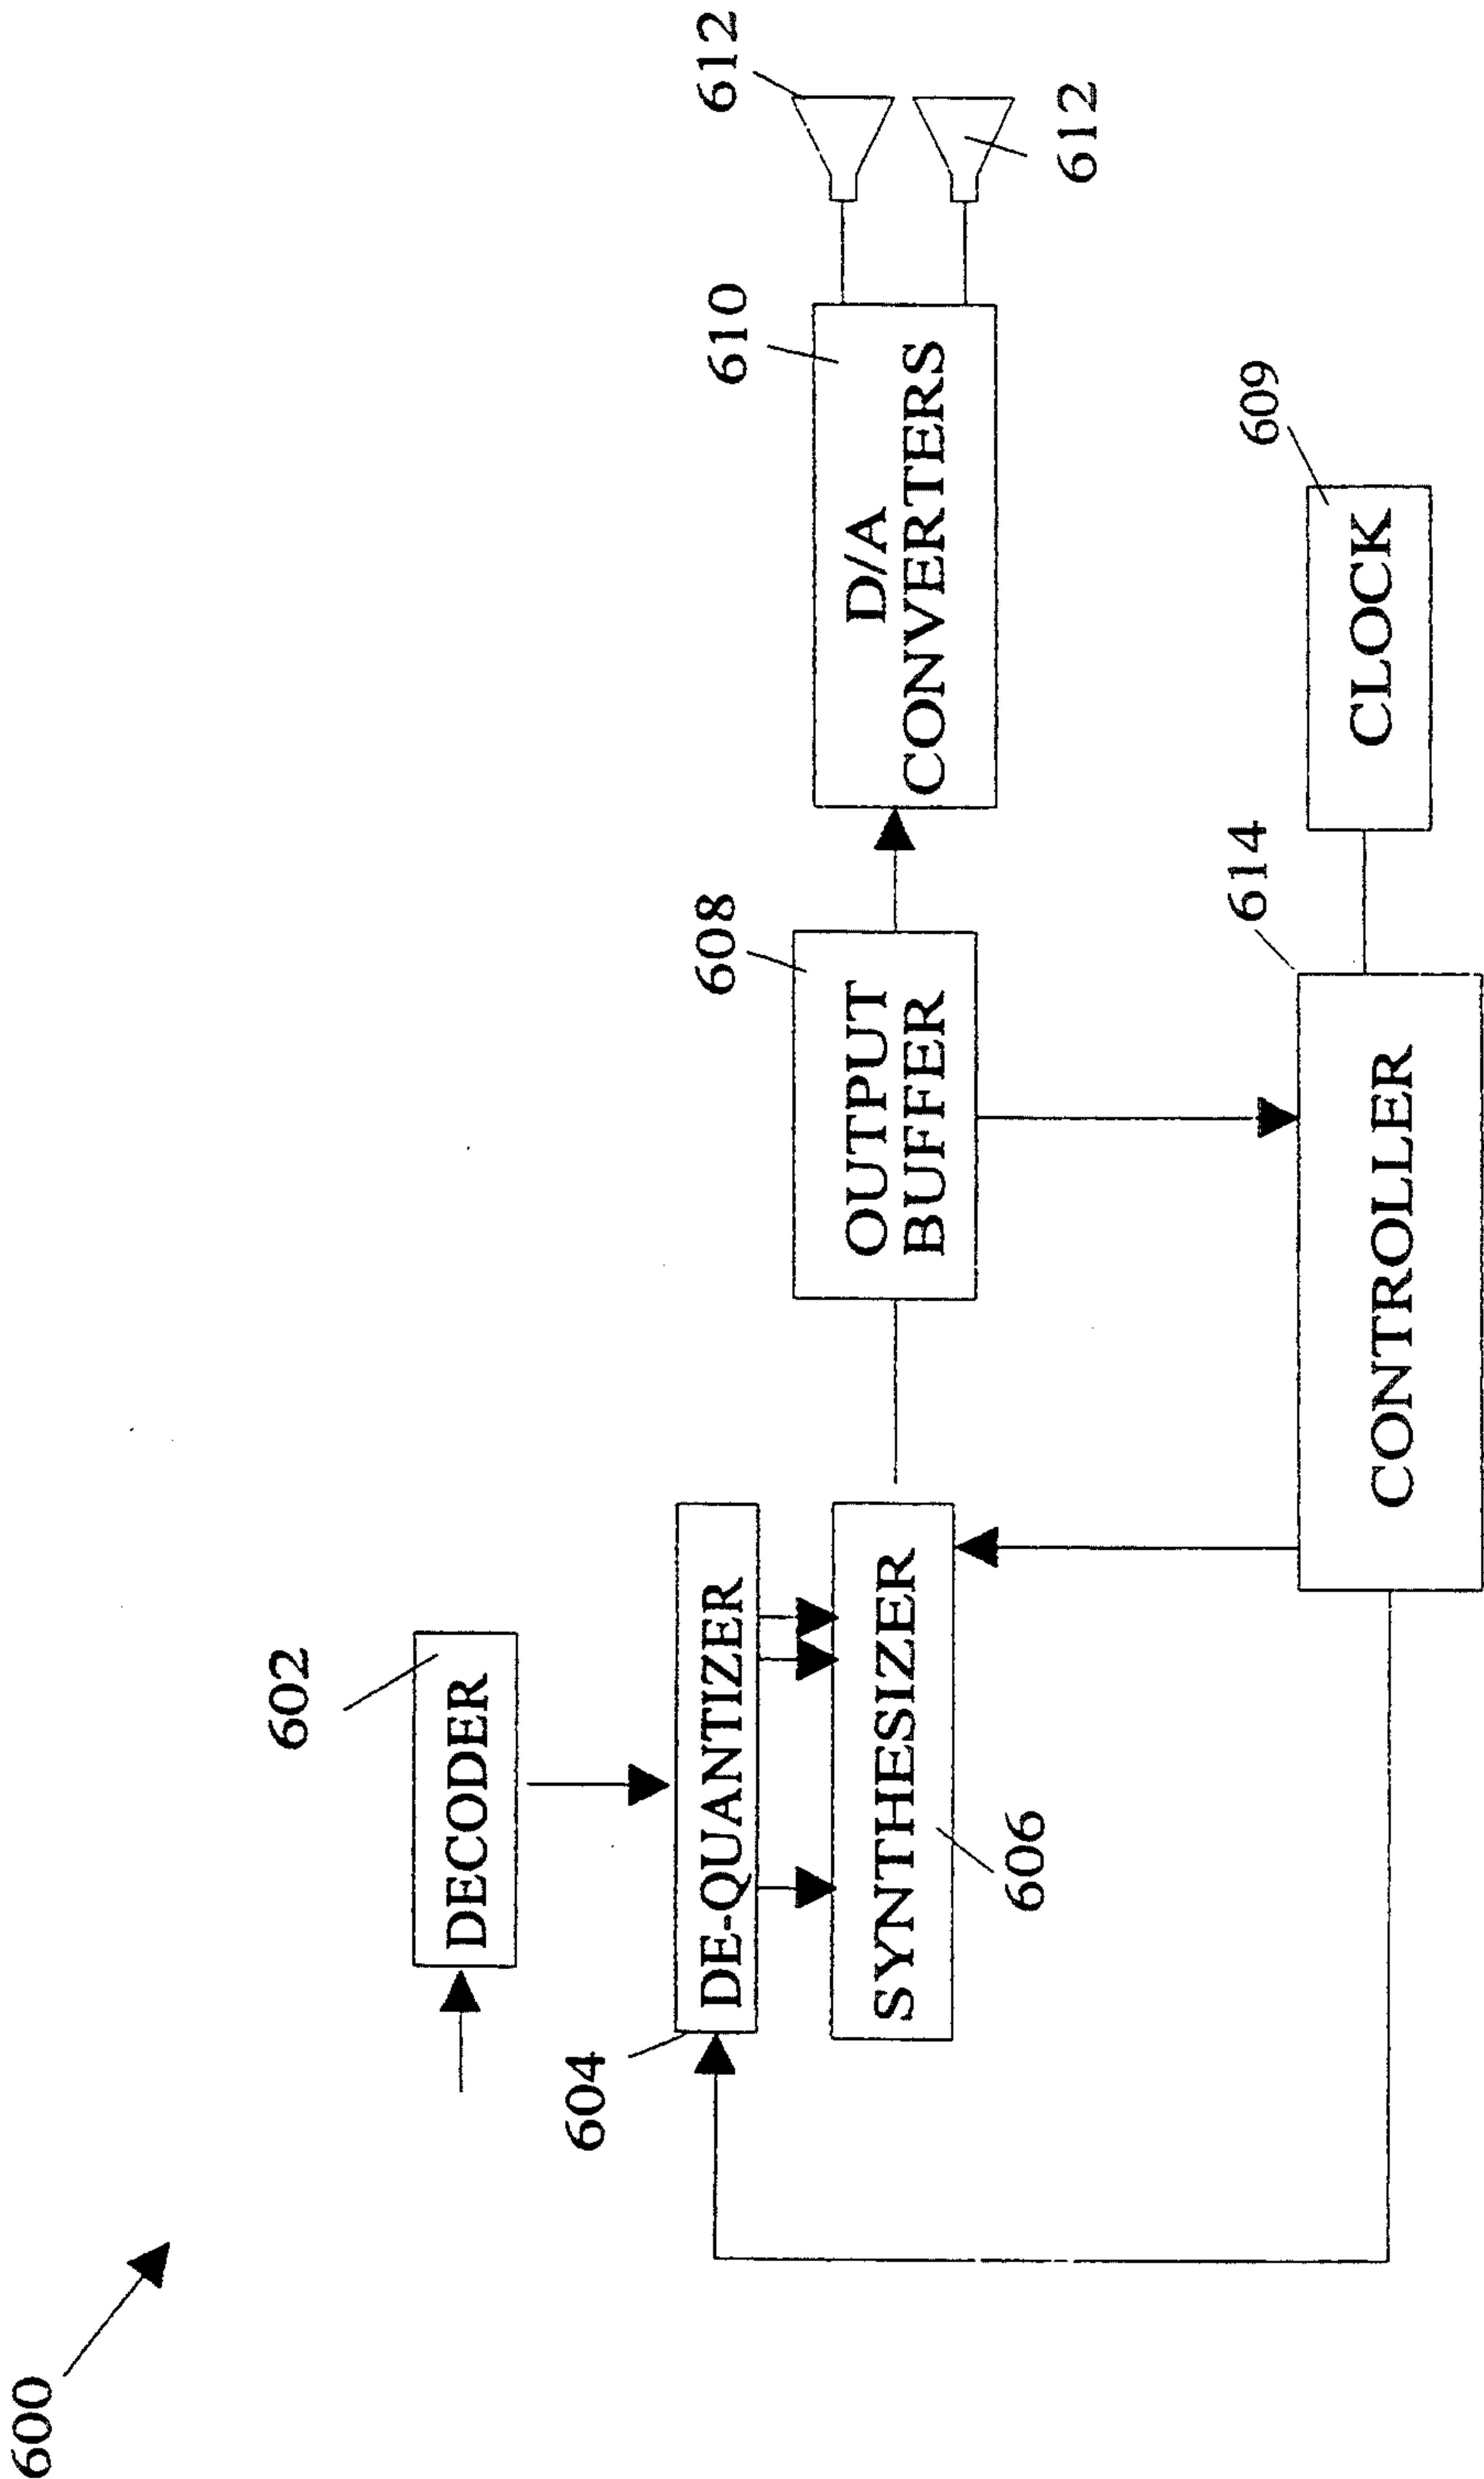 600
602
DECODER
604
DE-QUANTIZER
SYNTHESIZER
606
608
OUTPUT
BUFFER
610
D/A
CONVERTERS
612
612
614
CONTROLLER
609
CLOCK